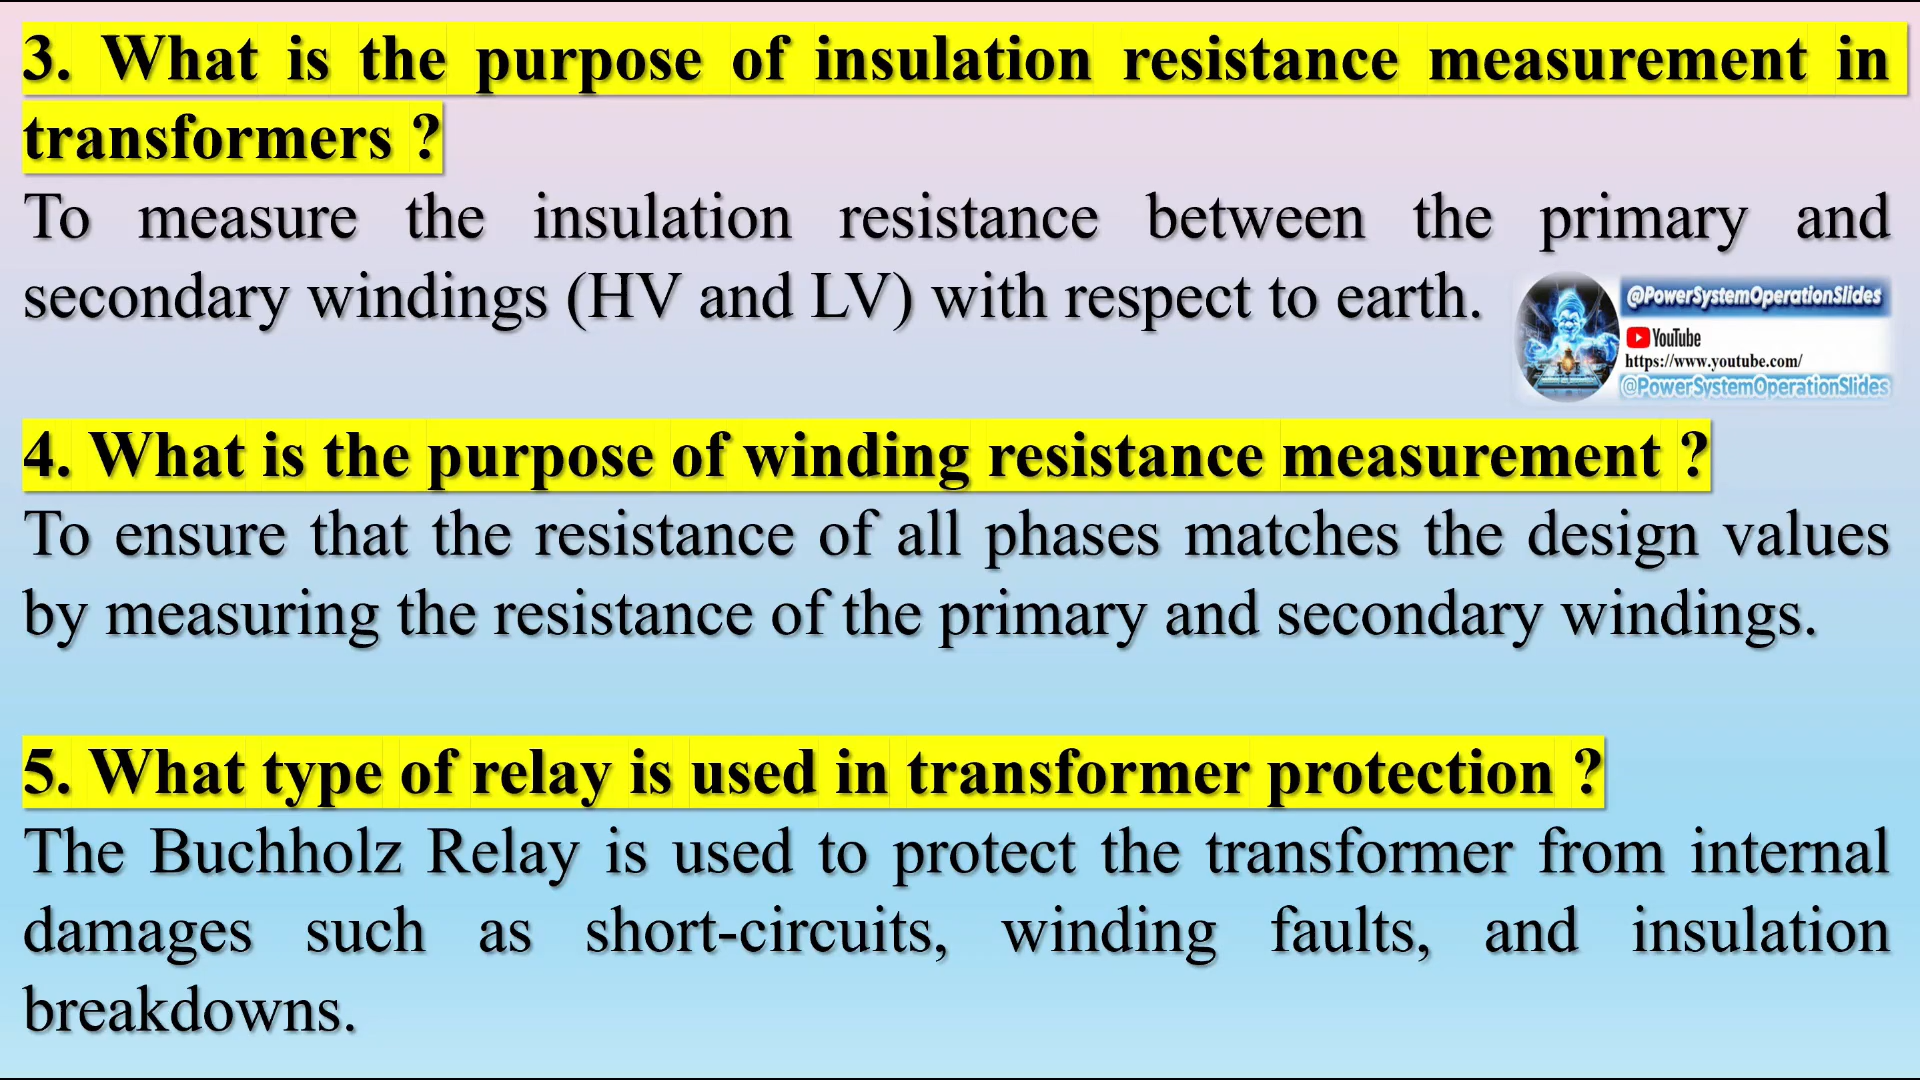 3. What is the purpose of insulation resistance measurement in
transformers ?
To measure the insulation resistance between the primary and
secondary windings (HV and LV) with respect to earth.
@PowerSystemOperationSlides
YouTube
https://www.youtube.com/
@PowerSystemOperationSlides
4. What is the purpose of winding resistance measurement ?
To ensure that the resistance of all phases matches the design values
by measuring the resistance of the primary and secondary windings.
5. What type of relay is used in transformer protection ?
The Buchholz Relay is used to protect the transformer from internal
damages such as short-circuits, winding faults, and insulation
breakdowns.